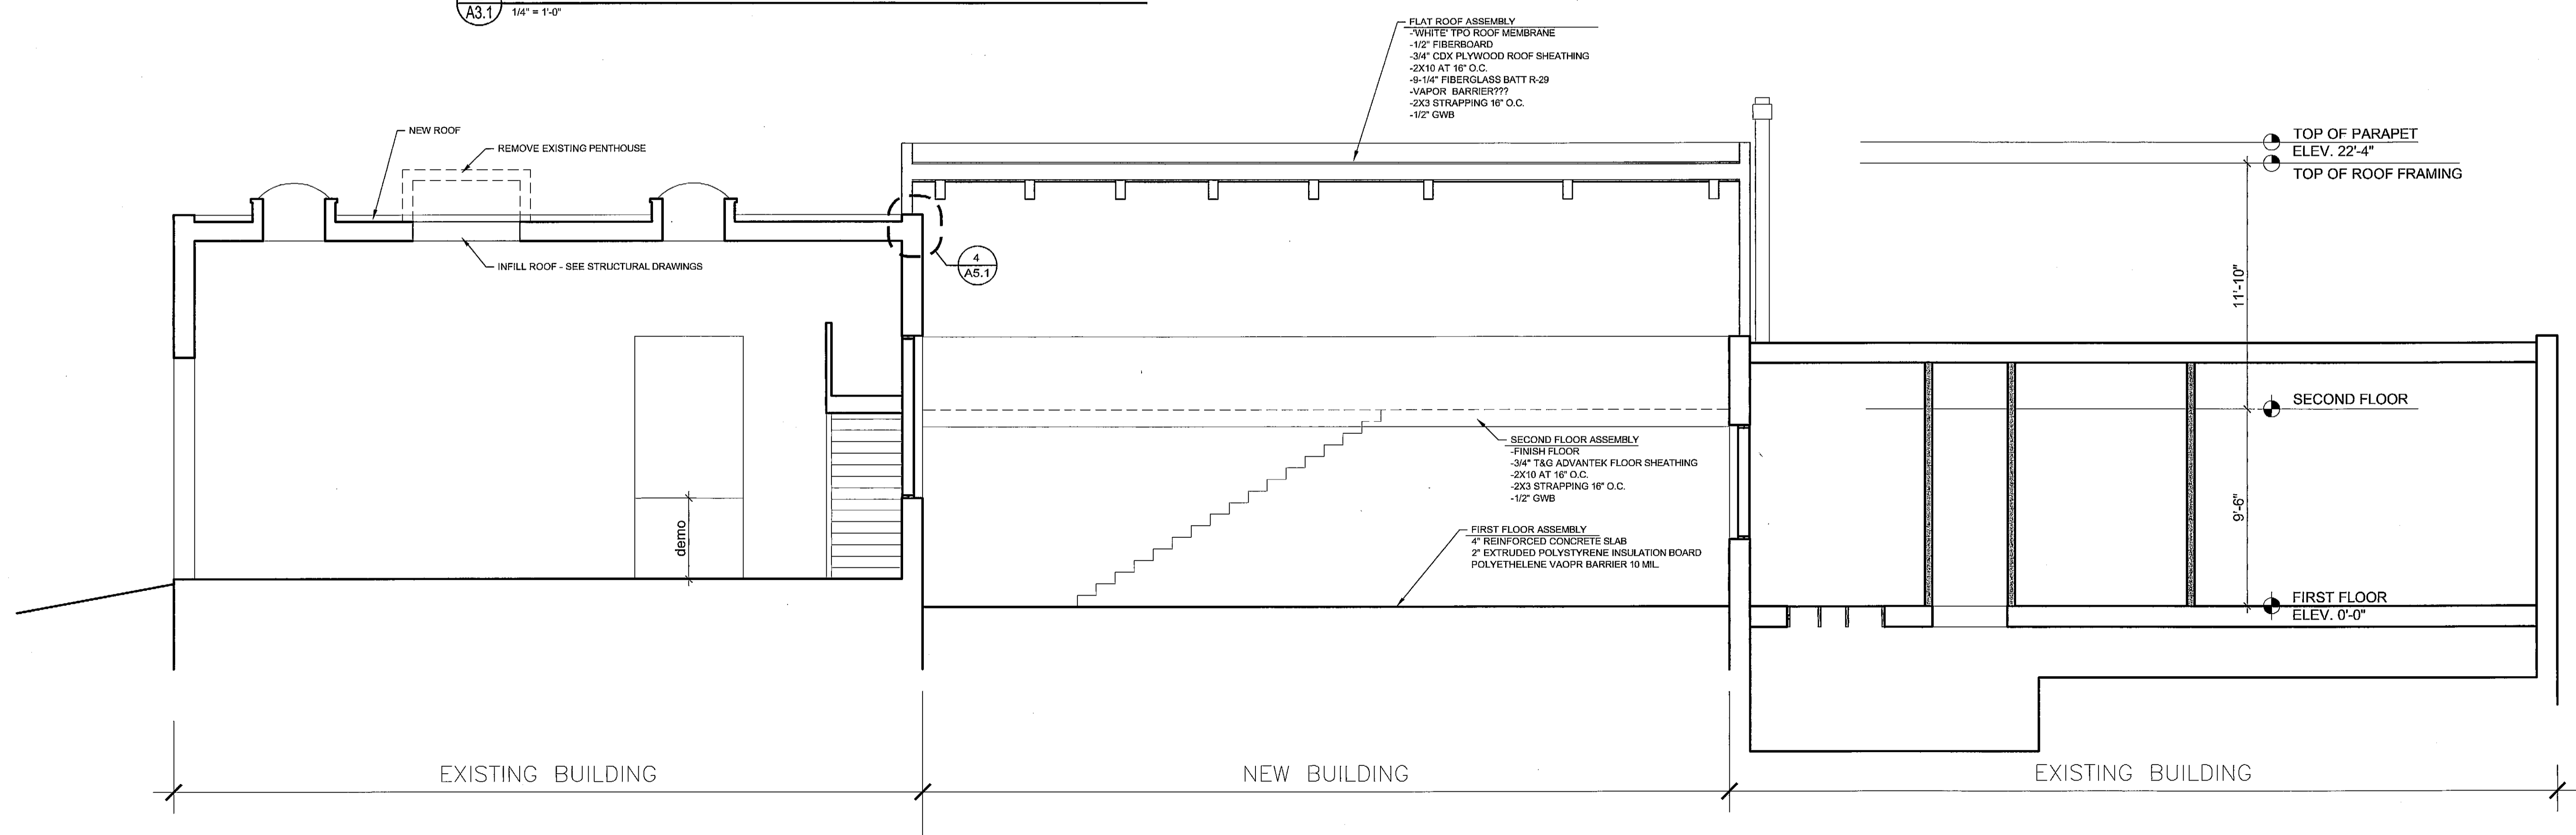 A3.1
1/4" = 1'-0"
FLAT ROOF ASSEMBLY
-'WHITE' TPO ROOF MEMBRANE
-1/2" FIBERBOARD
-3/4" CDX PLYWOOD ROOF SHEATHING
-2X10 AT 16" O.C.
-9-1/4" FIBERGLASS BATT R-29
-VAPOR BARRIER???
-2X3 STRAPPING 16" O.C.
-1/2" GWB
NEW ROOF
REMOVE EXISTING PENTHOUSE
TOP OF PARAPET
ELEV. 22'-4"
TOP OF ROOF FRAMING
4
A5.1
INFILL ROOF - SEE STRUCTURAL DRAWINGS
11'-10"
SECOND FLOOR
SECOND FLOOR ASSEMBLY
-FINISH FLOOR
-3/4" T&G ADVANTEK FLOOR SHEATHING
-2X10 AT 16" O.C.
-2X3 STRAPPING 16" O.C.
-1/2" GWB
demo
9'-6"
FIRST FLOOR ASSEMBLY
4" REINFORCED CONCRETE SLAB
2" EXTRUDED POLYSTYRENE INSULATION BOARD
POLYETHELENE VAOPR BARRIER 10 MIL.
FIRST FLOOR
ELEV. 0'-0"
EXISTING BUILDING
NEW BUILDING
EXISTING BUILDING